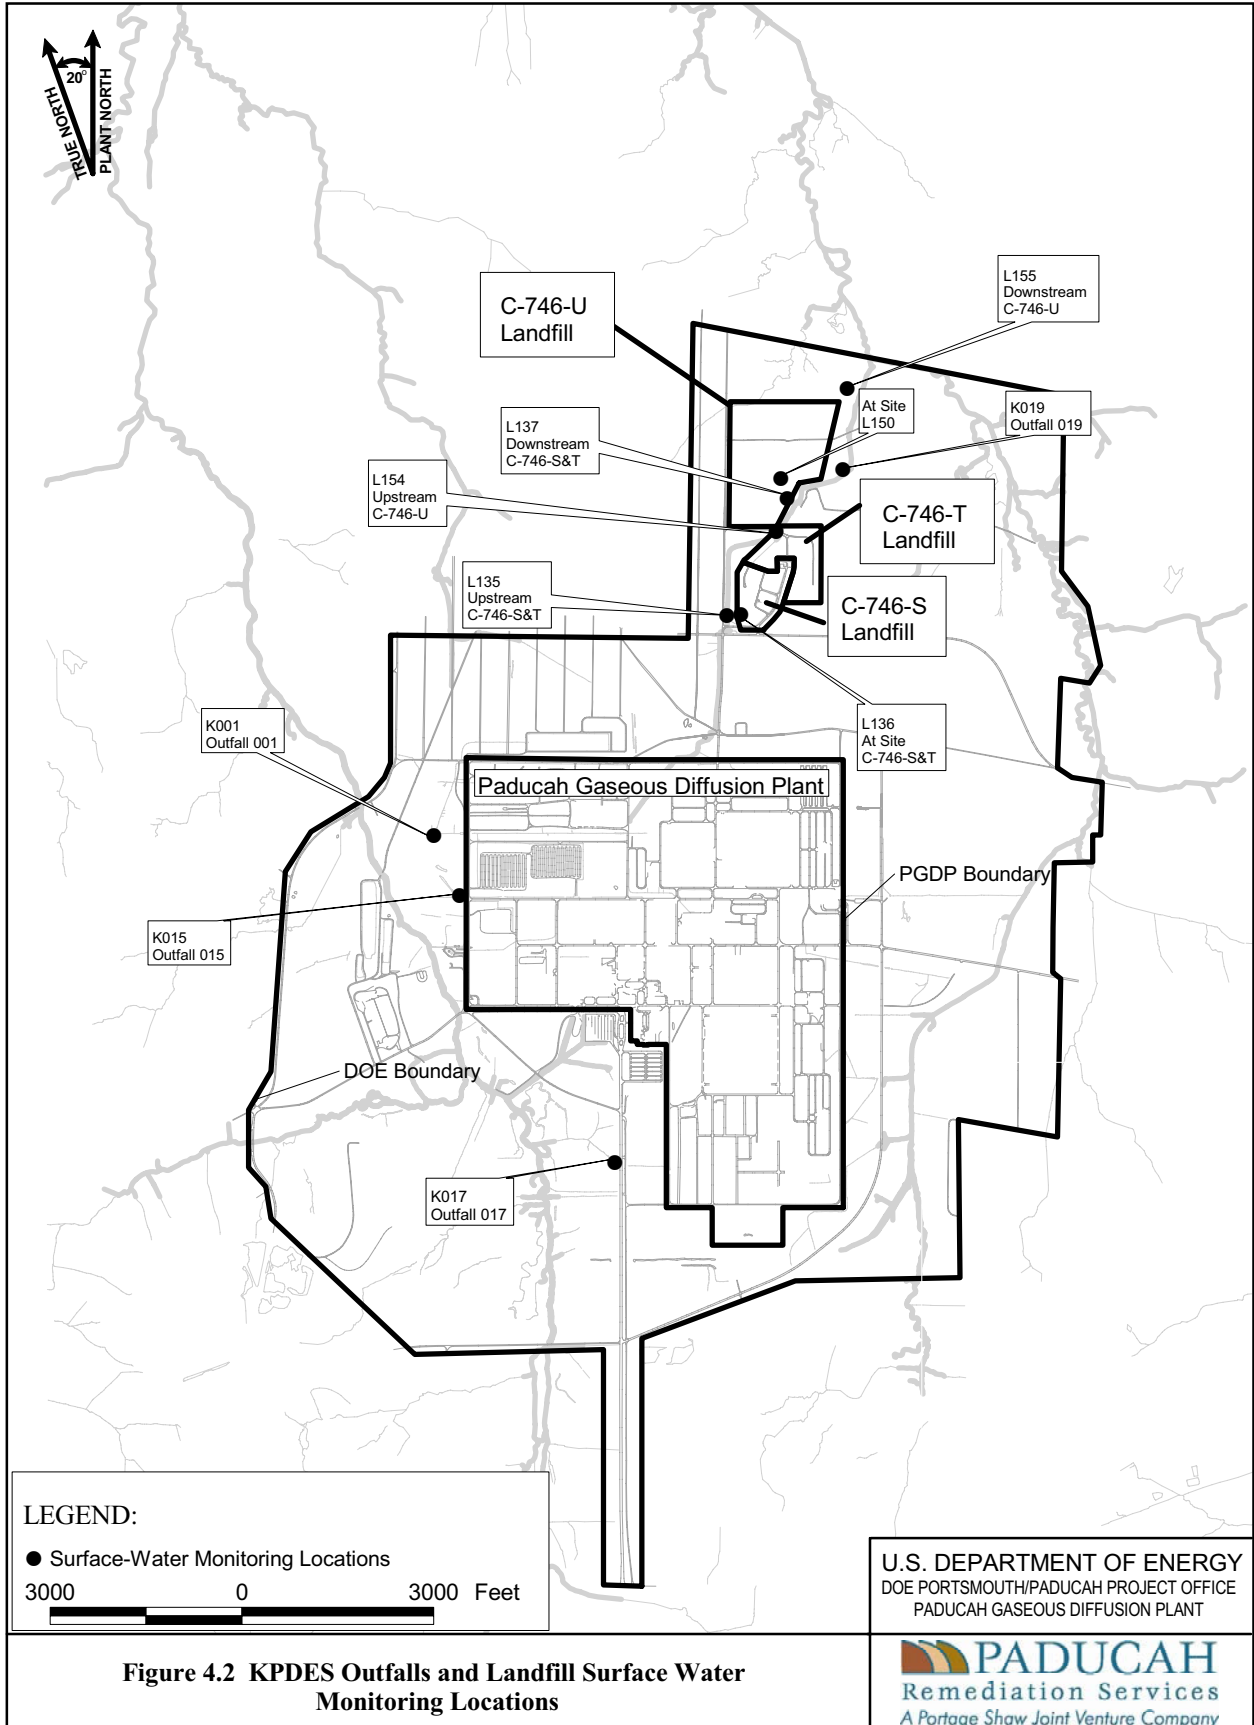 20°
TRUE NORTH
PLANT NORTH
L155
Downstream
C-746-U
C-746-U
Landfill
At Site
L150
K019
Outfall 019
L137
Downstream
C-746-S&T
L154
Upstream
C-746-U
C-746-T
Landfill
L135
Upstream
C-746-S&T
C-746-S
Landfill
K001
Outfall 001
L136
At Site
C-746-S&T
Paducah Gaseous Diffusion Plant
PGDP Boundary
K015
Outfall 015
DOE Boundary
K017
Outfall 017
LEGEND:
Surface-Water Monitoring Locations
3000 0 3000 Feet
U.S. DEPARTMENT OF ENERGY
DOE PORTSMOUTH/PADUCAH PROJECT OFFICE
PADUCAH GASEOUS DIFFUSION PLANT
Figure 4.2 KPDES Outfalls and Landfill Surface Water
Monitoring Locations
PADUCAH
Remediation Services
A Portage Shaw Joint Venture Company